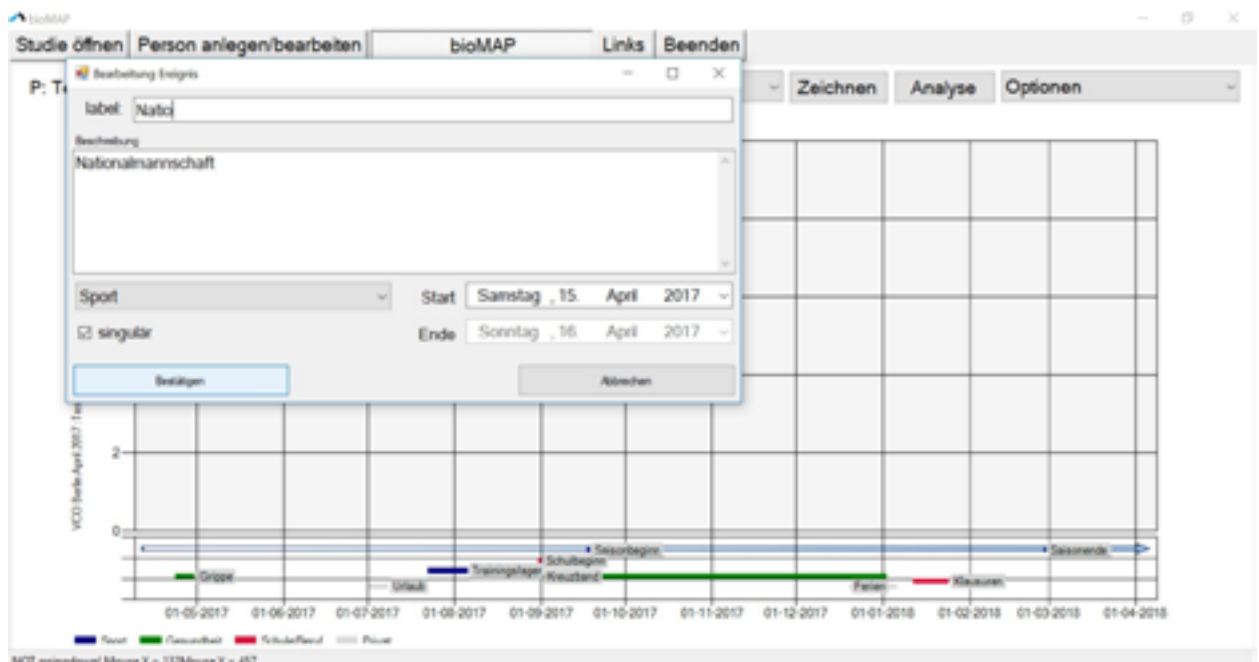 bioMAP
Studie öffnen Person anlegen/bearbeiten bioMAP Links Beenden
Bearbeitung Ereignis
P: T
Zeichnen Analyse Optionen
label: Natio
Beschreibung
Nationalmannschaft
Sport
Start Samstag , 15. April 2017
singulär
Ende Sonntag , 16. April 2017
Bestätigen Abbrechen
2
0
Saisonbeginn Saisonende
Schulbeginn
Grippe Trainingslager Kreuzband
Urlaub Ferien Klausuren
01-05-2017 01-06-2017 01-07-2017 01-08-2017 01-09-2017 01-10-2017 01-11-2017 01-12-2017 01-01-2018 01-02-2018 01-03-2018 01-04-2018
Sport Gesundheit Schule/Beruf Privat